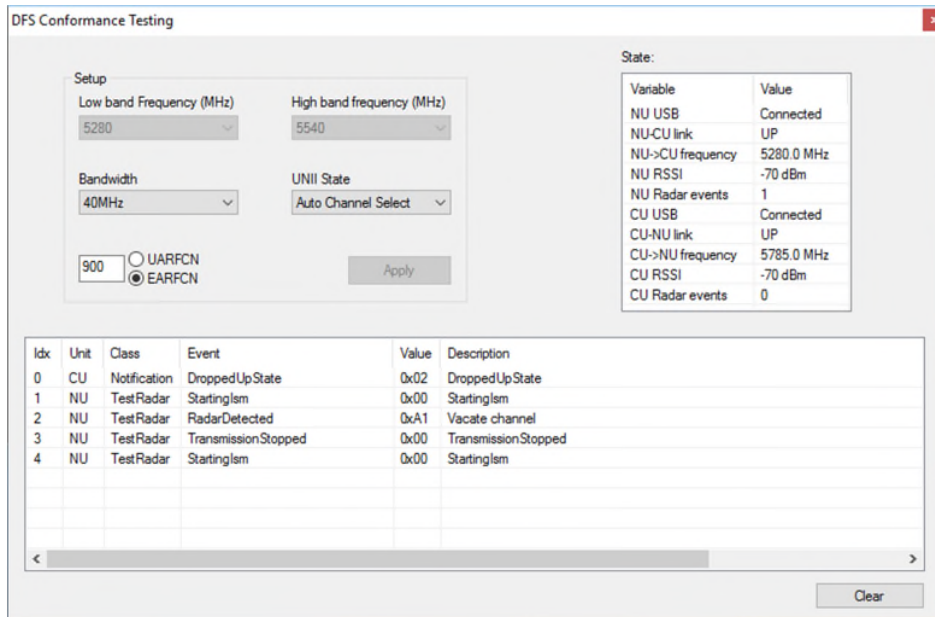 DFS Conformance Testing
Setup
Low band Frequency (MHz) High band frequency (MHz)
5280 5540
Bandwidth UNII State
40MHz Auto Channel Select
900 UARFCN
EARFCN
Apply
State:
Variable Value
NU USB Connected
NU-CU link UP
NU->CU frequency 5280.0 MHz
NU RSSI -70 dBm
NU Radar events 1
CU USB Connected
CU-NU link UP
CU->NU frequency 5785.0 MHz
CU RSSI -70 dBm
CU Radar events 0
Idx Unit Class Event Value Description
0 CU Notification DroppedUpState 0x02 DroppedUpState
1 NU TestRadar StartingIsm 0x00 StartingIsm
2 NU TestRadar RadarDetected 0xA1 Vacate channel
3 NU TestRadar TransmissionStopped 0x00 TransmissionStopped
4 NU TestRadar StartingIsm 0x00 StartingIsm
Clear